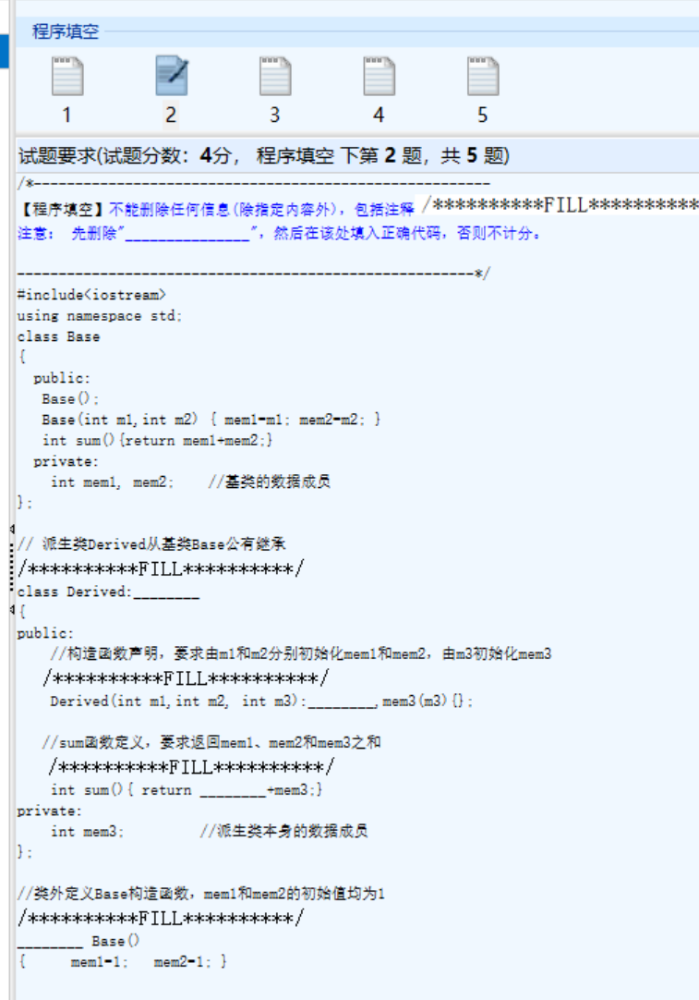 程序填空
1 2 3 4 5
试题要求(试题分数：4分， 程序填空 下第 2 题，共 5 题)
/*-------------------------------------------------------
【程序填空】不能删除任何信息(除指定内容外)，包括注释 /**********FILL**********
注意： 先删除"_______________"，然后在该处填入正确代码，否则不计分。
-------------------------------------------------------*/
#include<iostream>
using namespace std;
class Base
{
public:
Base();
Base(int m1,int m2) { mem1=m1; mem2=m2; }
int sum(){return mem1+mem2;}
private:
int mem1, mem2; //基类的数据成员
};
// 派生类Derived从基类Base公有继承
/**********FILL**********/
class Derived:________
{
public:
//构造函数声明，要求由m1和m2分别初始化mem1和mem2，由m3初始化mem3
/**********FILL**********/
Derived(int m1,int m2, int m3):________,mem3(m3){};
//sum函数定义，要求返回mem1、mem2和mem3之和
/**********FILL**********/
int sum(){ return ________+mem3;}
private:
int mem3; //派生类本身的数据成员
};
//类外定义Base构造函数，mem1和mem2的初始值均为1
/**********FILL**********/
________ Base()
{ mem1=1; mem2=1; }